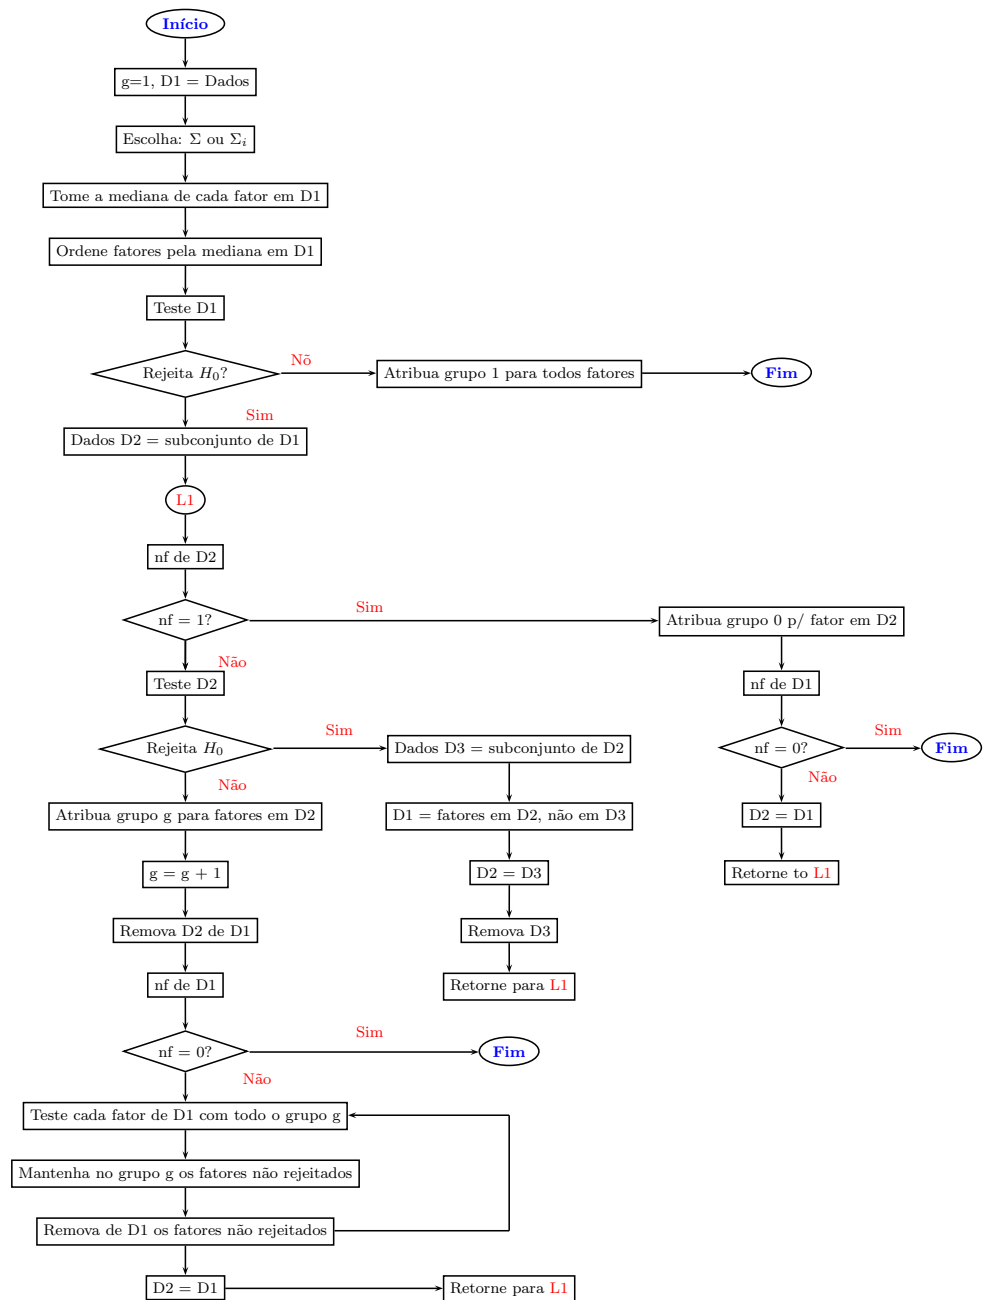 Início
g=1, D1 = Dados
Escolha: Σ ou Σᵢ
Tome a mediana de cada fator em D1
Ordene fatores pela mediana em D1
Teste D1
Rejeita H₀?
Nõ
Atribua grupo 1 para todos fatores
Fim
Sim
Dados D2 = subconjunto de D1
L1
nf de D2
nf = 1?
Sim
Atribua grupo 0 p/ fator em D2
Não
Teste D2
nf de D1
Rejeita H₀
Sim
Dados D3 = subconjunto de D2
nf = 0?
Sim
Fim
Não
Não
Atribua grupo g para fatores em D2
D1 = fatores em D2, não em D3
D2 = D1
g = g + 1
D2 = D3
Retorne to L1
Remova D2 de D1
Remova D3
nf de D1
Retorne para L1
nf = 0?
Sim
Fim
Não
Teste cada fator de D1 com todo o grupo g
Mantenha no grupo g os fatores não rejeitados
Remova de D1 os fatores não rejeitados
D2 = D1
Retorne para L1